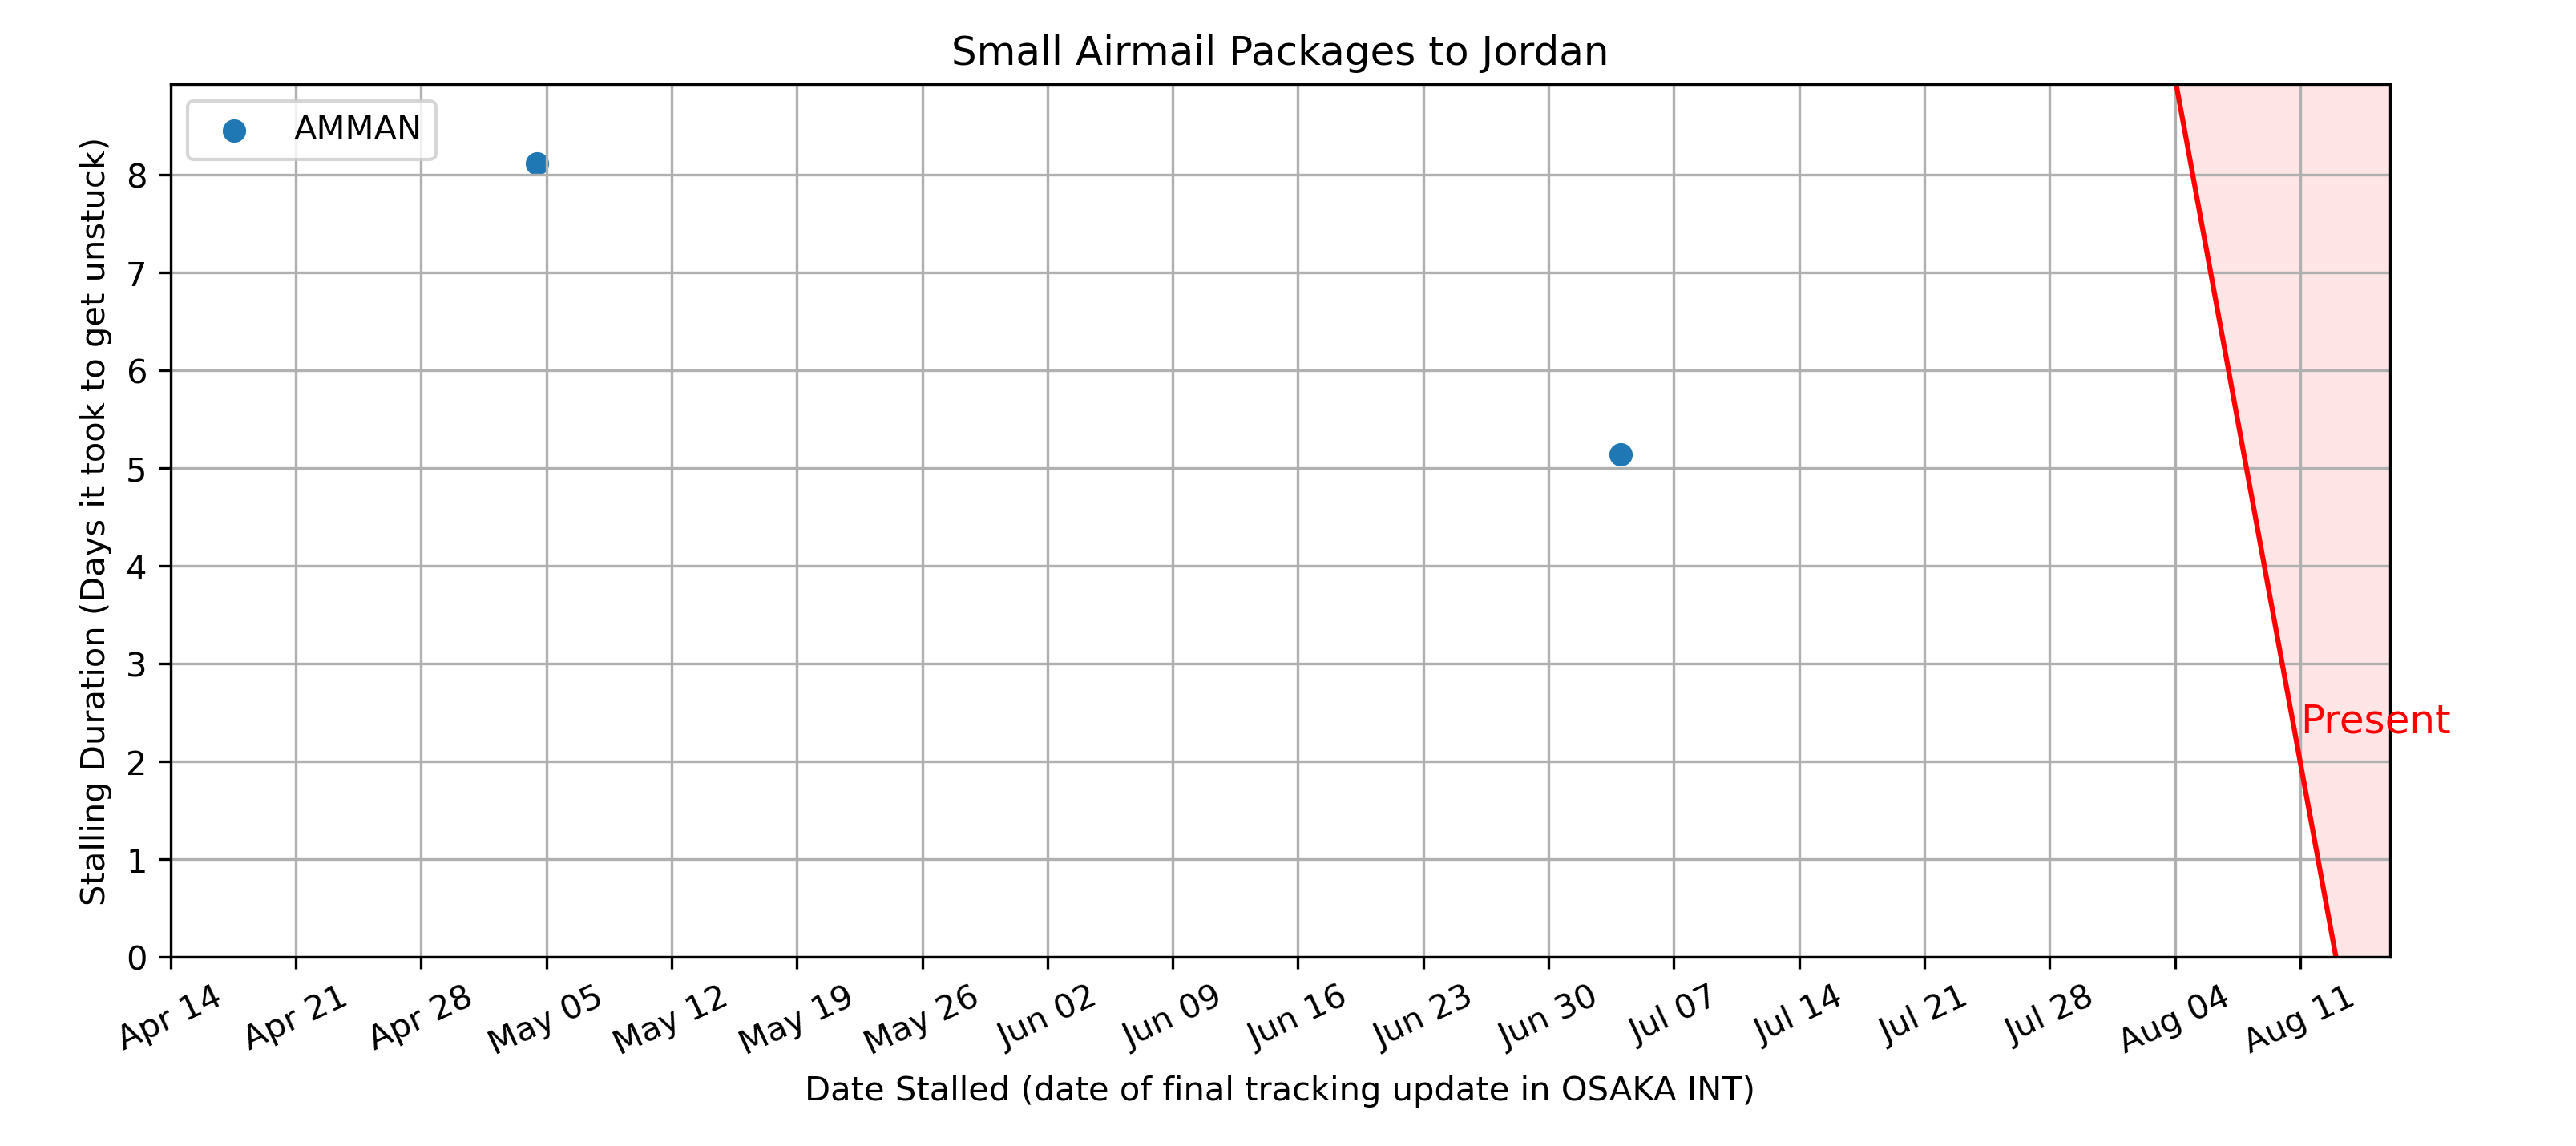 Small Airmail Packages to Jordan
AMMAN
Stalling Duration (Days it took to get unstuck)
8
7
6
5
4
3
2
1
0
Present
Apr 14 Apr 21 Apr 28 May 05 May 12 May 19 May 26 Jun 02 Jun 09 Jun 16 Jun 23 Jun 30 Jul 07 Jul 14 Jul 21 Jul 28 Aug 04 Aug 11
Date Stalled (date of final tracking update in OSAKA INT)